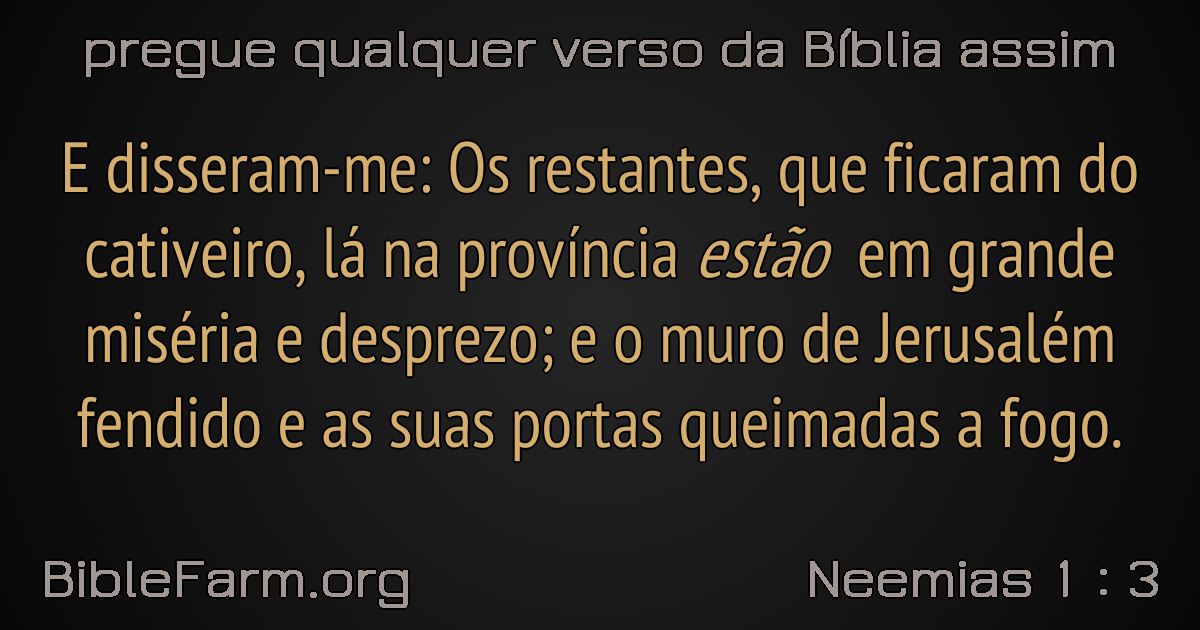 pregue qualquer verso da Bíblia assim
E disseram-me: Os restantes, que ficaram do
cativeiro, lá na província estão em grande
miséria e desprezo; e o muro de Jerusalém
fendido e as suas portas queimadas a fogo.
BibleFarm.org
Neemias 1 : 3